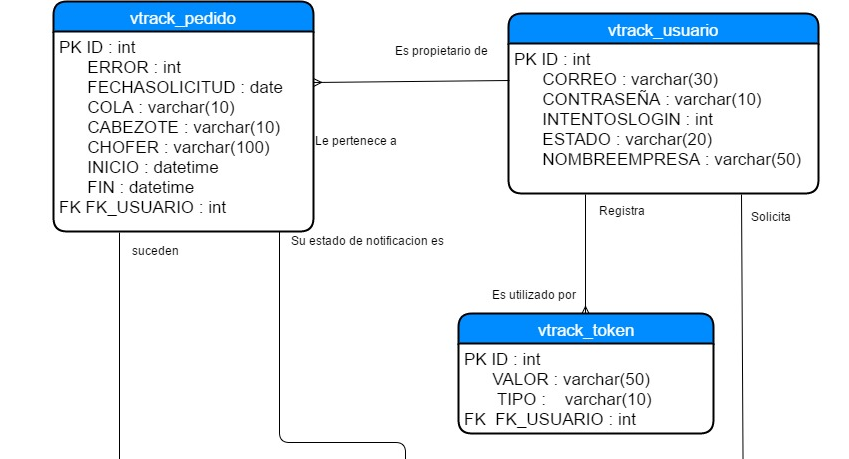 vtrack_pedido
PK ID : int
ERROR : int
FECHASOLICITUD : date
COLA : varchar(10)
CABEZOTE : varchar(10)
CHOFER : varchar(100)
INICIO : datetime
FIN : datetime
FK FK_USUARIO : int
Es propietario de
Le pertenece a
vtrack_usuario
PK ID : int
CORREO : varchar(30)
CONTRASEÑA : varchar(10)
INTENTOSLOGIN : int
ESTADO : varchar(20)
NOMBREEMPRESA : varchar(50)
suceden
Su estado de notificacion es
Registra
Solicita
Es utilizado por
vtrack_token
PK ID : int
VALOR : varchar(50)
TIPO : varchar(10)
FK FK_USUARIO : int